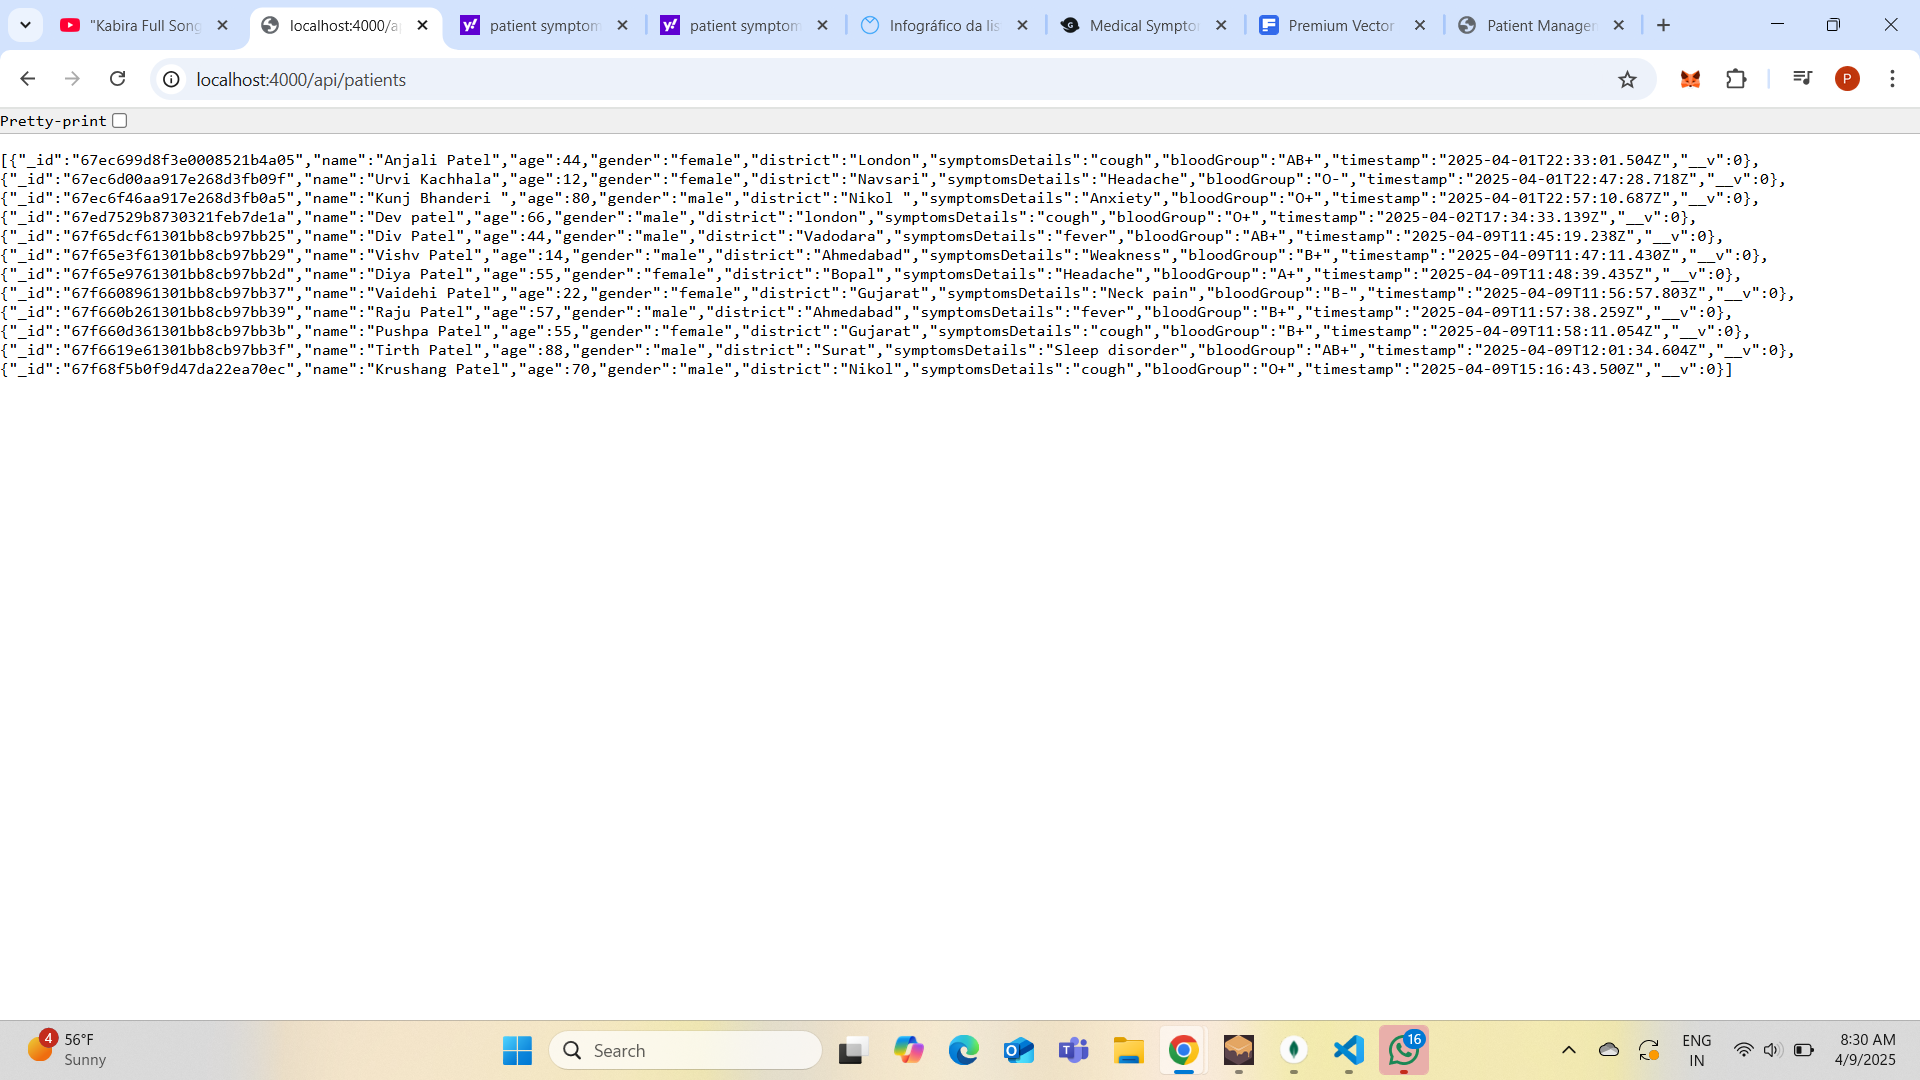 "Kabira Full Song
localhost:4000/a
patient symptom
patient symptom
Infográfico da lis
Medical Sympto
Premium Vector
Patient Manage
localhost:4000/api/patients
P
Pretty-print
[{"_id":"67ec699d8f3e0008521b4a05","name":"Anjali Patel","age":44,"gender":"female","district":"London","symptomsDetails":"cough","bloodGroup":"AB+","timestamp":"2025-04-01T22:33:01.504Z","__v":0},
{"_id":"67ec6d00aa917e268d3fb09f","name":"Urvi Kachhala","age":12,"gender":"female","district":"Navsari","symptomsDetails":"Headache","bloodGroup":"O-","timestamp":"2025-04-01T22:47:28.718Z","__v":0},
{"_id":"67ec6f46aa917e268d3fb0a5","name":"Kunj Bhanderi ","age":80,"gender":"male","district":"Nikol ","symptomsDetails":"Anxiety","bloodGroup":"O+","timestamp":"2025-04-01T22:57:10.687Z","__v":0},
{"_id":"67ed7529b8730321feb7de1a","name":"Dev patel","age":66,"gender":"male","district":"london","symptomsDetails":"cough","bloodGroup":"O+","timestamp":"2025-04-02T17:34:33.139Z","__v":0},
{"_id":"67f65dcf61301bb8cb97bb25","name":"Div Patel","age":44,"gender":"male","district":"Vadodara","symptomsDetails":"fever","bloodGroup":"AB+","timestamp":"2025-04-09T11:45:19.238Z","__v":0},
{"_id":"67f65e3f61301bb8cb97bb29","name":"Vishv Patel","age":14,"gender":"male","district":"Ahmedabad","symptomsDetails":"Weakness","bloodGroup":"B+","timestamp":"2025-04-09T11:47:11.430Z","__v":0},
{"_id":"67f65e9761301bb8cb97bb2d","name":"Diya Patel","age":55,"gender":"female","district":"Bopal","symptomsDetails":"Headache","bloodGroup":"A+","timestamp":"2025-04-09T11:48:39.435Z","__v":0},
{"_id":"67f6608961301bb8cb97bb37","name":"Vaidehi Patel","age":22,"gender":"female","district":"Gujarat","symptomsDetails":"Neck pain","bloodGroup":"B-","timestamp":"2025-04-09T11:56:57.803Z","__v":0},
{"_id":"67f660b261301bb8cb97bb39","name":"Raju Patel","age":57,"gender":"male","district":"Ahmedabad","symptomsDetails":"fever","bloodGroup":"B+","timestamp":"2025-04-09T11:57:38.259Z","__v":0},
{"_id":"67f660d361301bb8cb97bb3b","name":"Pushpa Patel","age":55,"gender":"female","district":"Gujarat","symptomsDetails":"cough","bloodGroup":"B+","timestamp":"2025-04-09T11:58:11.054Z","__v":0},
{"_id":"67f6619e61301bb8cb97bb3f","name":"Tirth Patel","age":88,"gender":"male","district":"Surat","symptomsDetails":"Sleep disorder","bloodGroup":"AB+","timestamp":"2025-04-09T12:01:34.604Z","__v":0},
{"_id":"67f68f5b0f9d47da22ea70ec","name":"Krushang Patel","age":70,"gender":"male","district":"Nikol","symptomsDetails":"cough","bloodGroup":"O+","timestamp":"2025-04-09T15:16:43.500Z","__v":0}]
4
56°F
Sunny
Search
16
ENG
IN
8:30 AM
4/9/2025